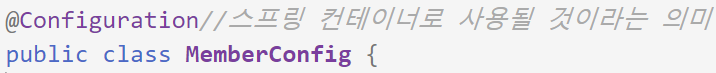 @Configuration//스프링 컨테이너로 사용될 것이라는 의미
public class MemberConfig {